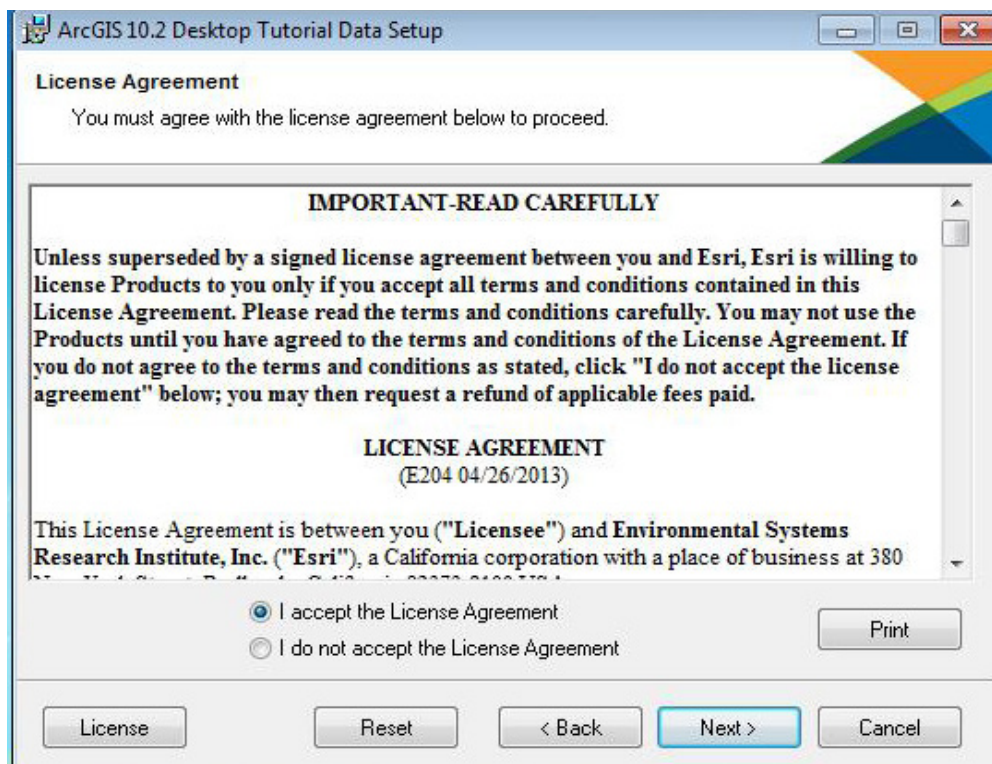 ArcGIS 10.2 Desktop Tutorial Data Setup
License Agreement
You must agree with the license agreement below to proceed.
IMPORTANT-READ CAREFULLY
Unless superseded by a signed license agreement between you and Esri, Esri is willing to
license Products to you only if you accept all terms and conditions contained in this
License Agreement. Please read the terms and conditions carefully. You may not use the
Products until you have agreed to the terms and conditions of the License Agreement. If
you do not agree to the terms and conditions as stated, click "I do not accept the license
agreement" below; you may then request a refund of applicable fees paid.
LICENSE AGREEMENT
(E204 04/26/2013)
This License Agreement is between you ("Licensee") and Environmental Systems
Research Institute, Inc. ("Esri"), a California corporation with a place of business at 380
I accept the License Agreement
I do not accept the License Agreement
Print
License
Reset
< Back
Next >
Cancel